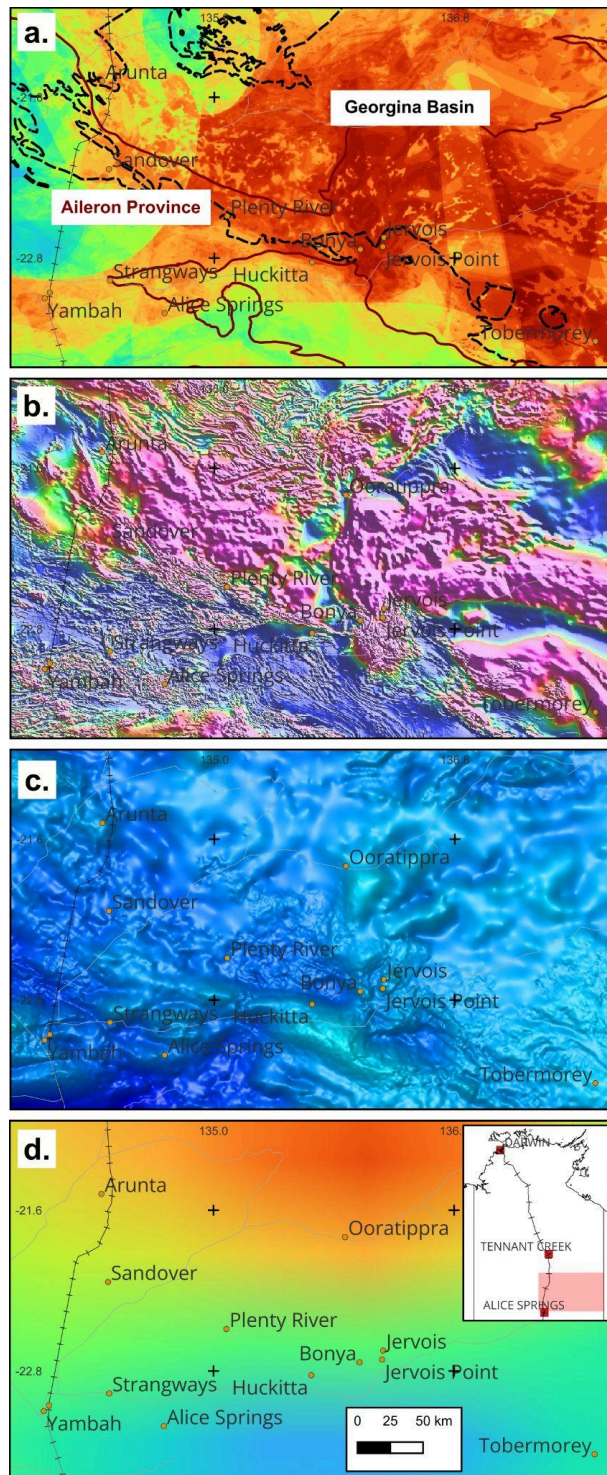 a.
135.0
136.8
Arunta
-21.6
Georgina Basin
Sandover
Aileron Province
Plenty River
Bonya
Jervois
-22.8
Jervois Point
Strangways
Huckitta
Yambah
Alice Springs
Tobermorey
b.
135.0
Arunta
Ooratippra
Sandover
Plenty River
Jervois
Bonya
-22.8
Jervois Point
Strangways
Huckitta
Yambah
Alice Springs
Tobermorey
c.
135.0
136.8
Arunta
-21.6
Ooratippra
Sandover
Plenty River
Jervois
Bonya
Jervois Point
Strangways
Huckitta
Yambah
Alice Springs
Tobermorey
d.
135.0
136.
DARWIN
Arunta
-21.6
Ooratippra
TENNANT CREEK
Sandover
ALICE SPRINGS
Plenty River
Jervois
Bonya
-22.8
Jervois Point
Strangways
Huckitta
Yambah
Alice Springs
0 25 50 km
Tobermorey